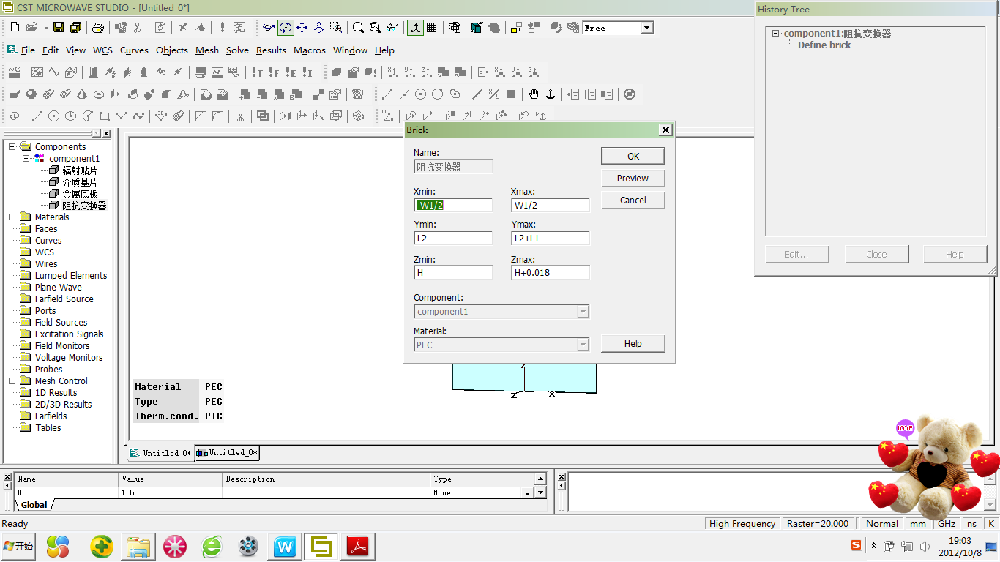 CST MICROWAVE STUDIO - [Untitled_0*]
Free
File Edit View WCS Curves Objects Mesh Solve Results Macros Window Help
History Tree
component1:阻抗变换器
Define brick
Edit... Close Help
Components
component1
辐射贴片
介质基片
金属底板
阻抗变换器
Materials
Faces
Curves
WCS
Wires
Lumped Elements
Plane Wave
Farfield Source
Ports
Field Sources
Excitation Signals
Field Monitors
Voltage Monitors
Probes
Mesh Control
1D Results
2D/3D Results
Farfields
Tables
Brick
Name:
阻抗变换器
OK
Preview
Cancel
Xmin: Xmax:
-W1/2 W1/2
Ymin: Ymax:
L2 L2+L1
Zmin: Zmax:
H H+0.018
Component:
component1
Material:
PEC
Help
Material PEC
Type PEC
Therm.cond. PTC
Z X
LOVE
Untitled_0* Untitled_0*
Name Value Description Type
H 1.6 None
Global
Ready High Frequency Raster=20.000 Normal mm GHz ns K
开始
19:03
2012/10/8